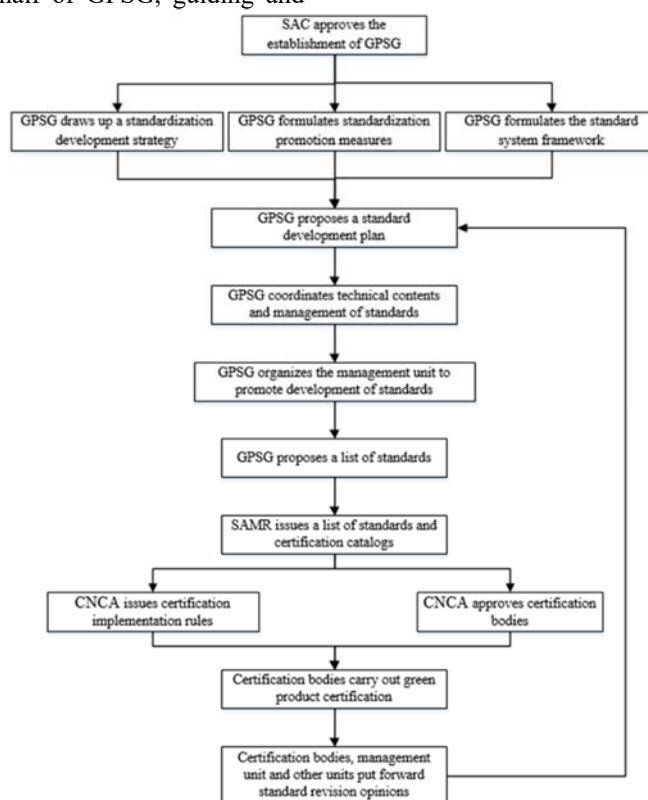 of GPSG, guiding and
SAC approves the
establishment of GPSG
GPSG draws up a standardization
development strategy
GPSG formulates standardization
promotion measures
GPSG formulates the standard
system framework
GPSG proposes a standard
development plan
GPSG coordinates technical contents
and management of standards
GPSG organizes the management unit to
promote development of standards
GPSG proposes a list of standards
SAMR issues a list of standards and
certification catalogs
CNCA issues certification
implementation rules
CNCA approves certification
bodies
Certification bodies carry out green
product certification
Certification bodies, management
unit and other units put forward
standard revision opinions